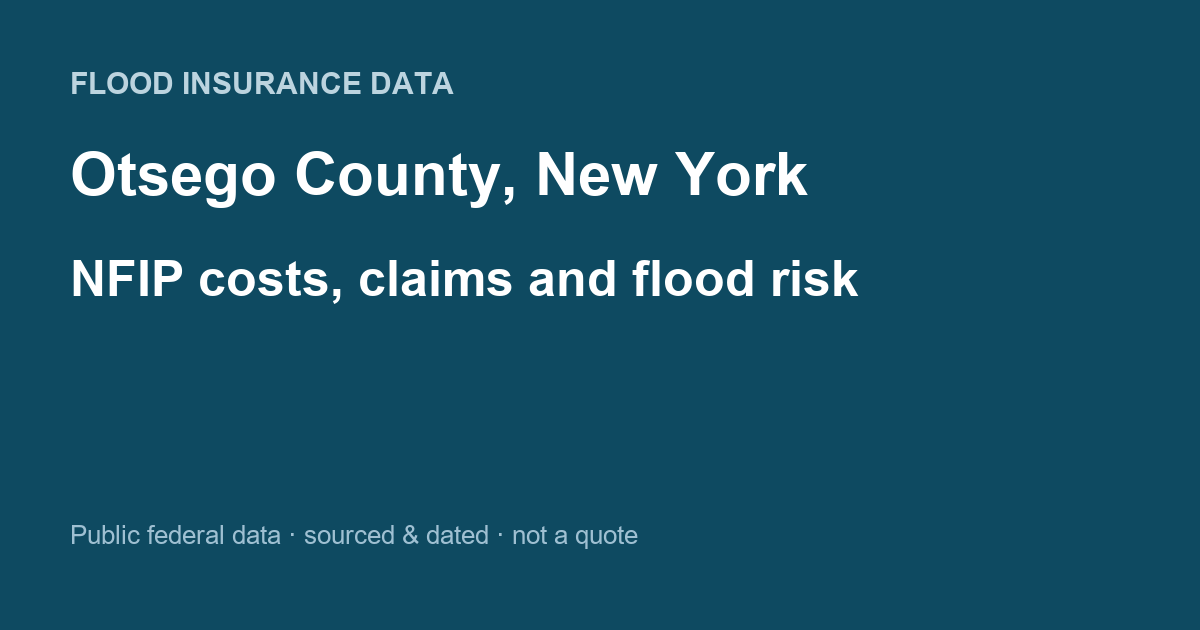 FLOOD INSURANCE DATA
Otsego County, New York
NFIP costs, claims and flood risk
Public federal data · sourced & dated · not a quote